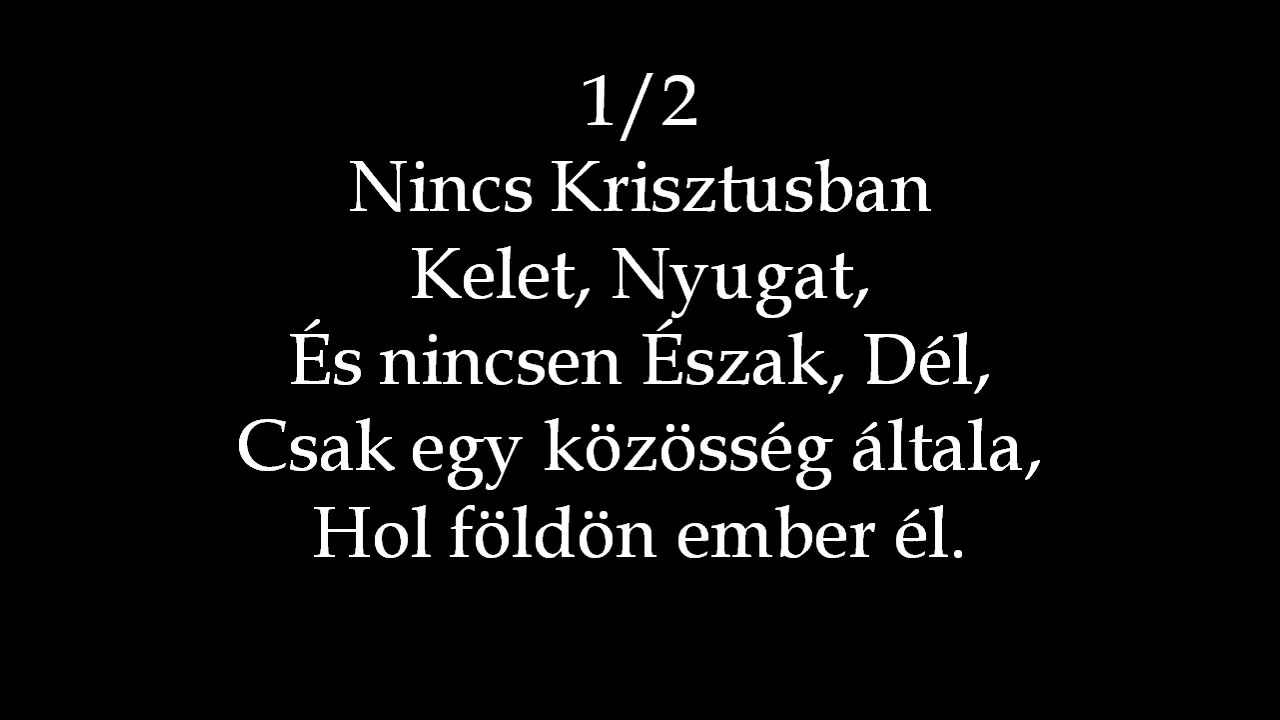 1/2
Nincs Krisztusban
Kelet, Nyugat,
És nincsen Észak, Dél,
Csak egy közösség általa,
Hol földön ember él.